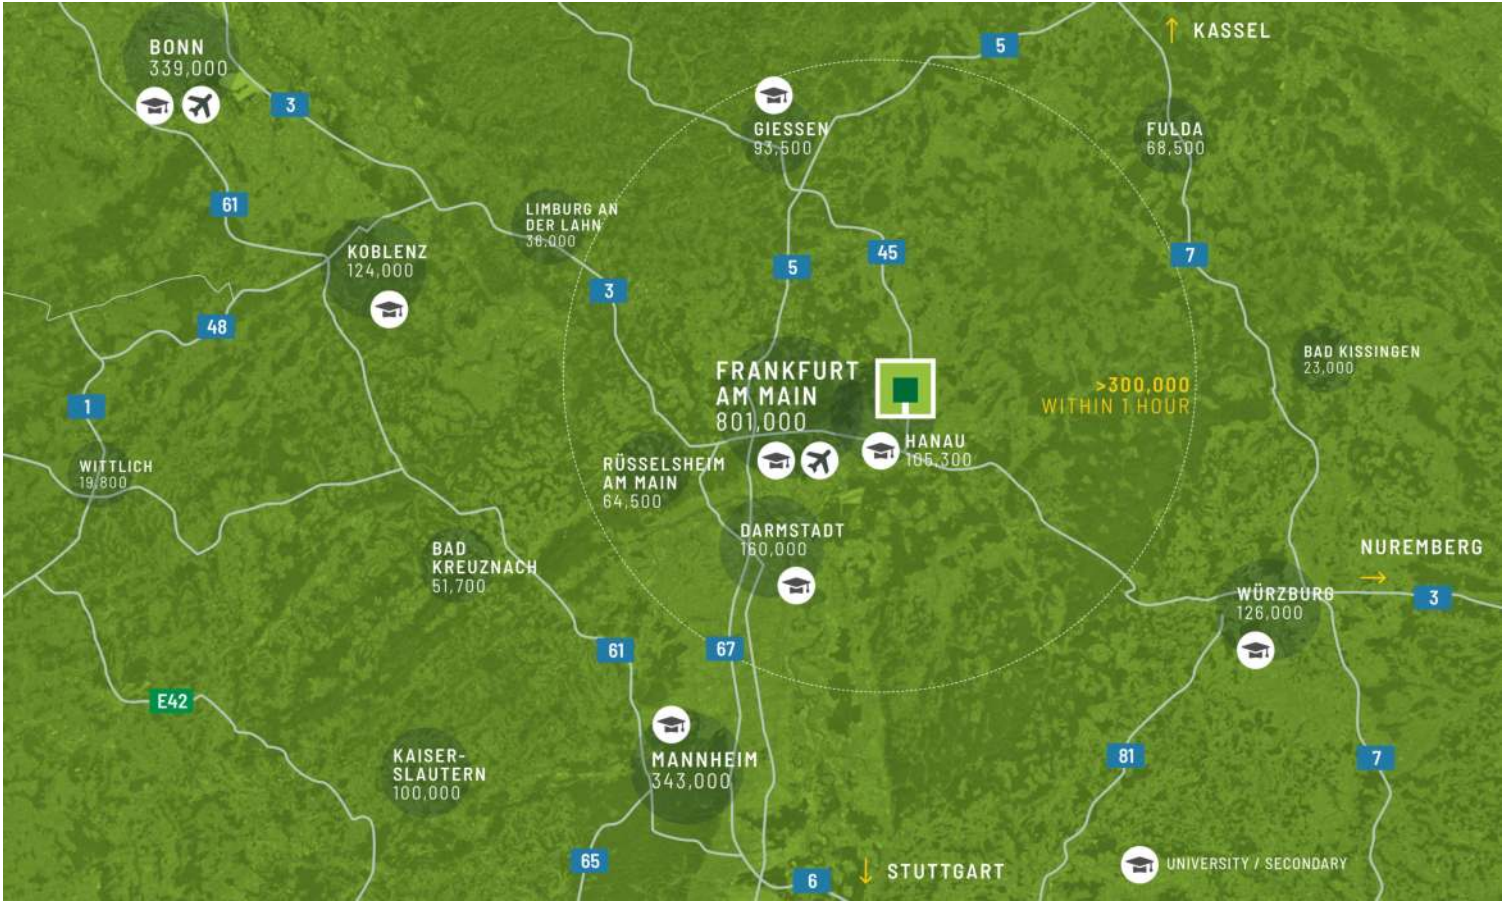 KASSEL
5
BONN
339,000
3
GIESSEN
93,500
FULDA
68,500
61
LIMBURG AN
DER LAHN
36,000
KOBLENZ
124,000
5
45
7
3
48
BAD KISSINGEN
23,000
FRANKFURT
AM MAIN
801,000
>300,000
WITHIN 1 HOUR
1
HANAU
105,300
WITTLICH
19,800
RÜSSELSHEIM
AM MAIN
64,500
DARMSTADT
160,000
BAD
KREUZNACH
51,700
NUREMBERG
3
WÜRZBURG
126,000
61
67
E42
MANNHEIM
343,000
KAISER-
SLAUTERN
100,000
81
7
65
6
STUTTGART
UNIVERSITY / SECONDARY